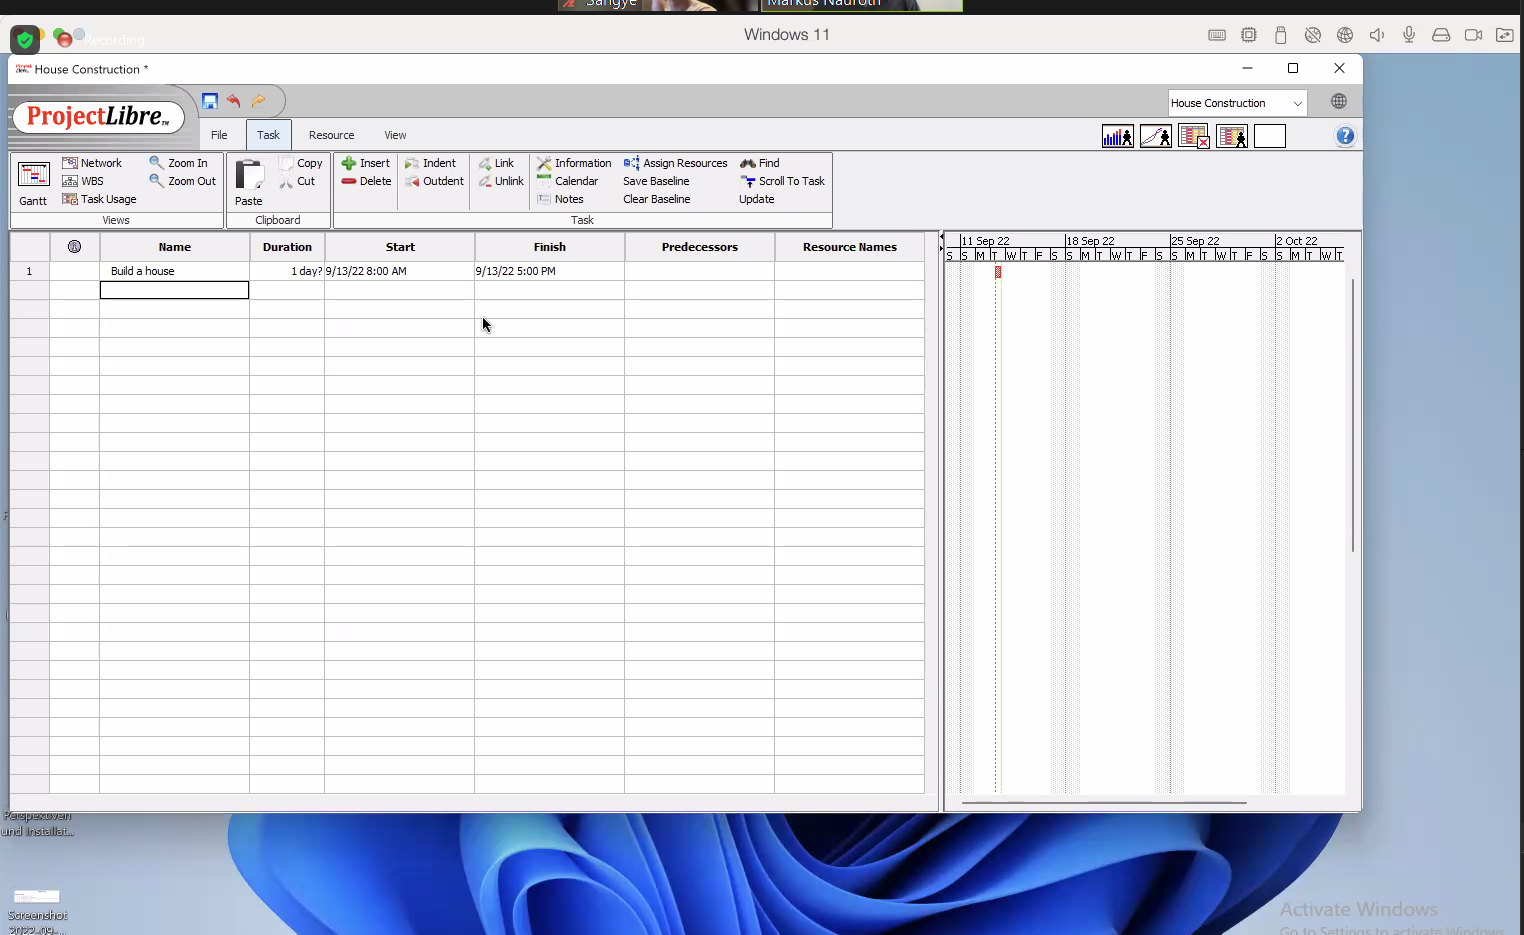 Sangye
Markus Nauroth
Recording
Windows 11
House Construction *
ProjectLibre™
House Construction
File
Task
Resource
View
Network
WBS
Task Usage
Zoom In
Zoom Out
Gantt
Views
Copy
Cut
Paste
Clipboard
Insert
Delete
Indent
Outdent
Link
Unlink
Information
Calendar
Notes
Assign Resources
Save Baseline
Clear Baseline
Find
Scroll To Task
Update
Task
Name Duration Start Finish Predecessors Resource Names
11 Sep 22 18 Sep 22 25 Sep 22 2 Oct 22
S S M T W T F S S M T W T F S S M T W T F S S M T W T
1 Build a house 1 day? 9/13/22 8:00 AM 9/13/22 5:00 PM
Perspektiven
und Installat...
Screenshot
2022-09-...
Activate Windows
Go to Settings to activate Windows.